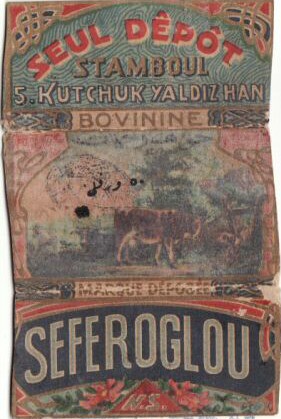 SEUL DÉPÔT
STAMBOUL
5. KUTCHUK YALDIZ HAN
BOVININE
MARQUE DÉPOSÉE
SEFEROGLOU
N.S.